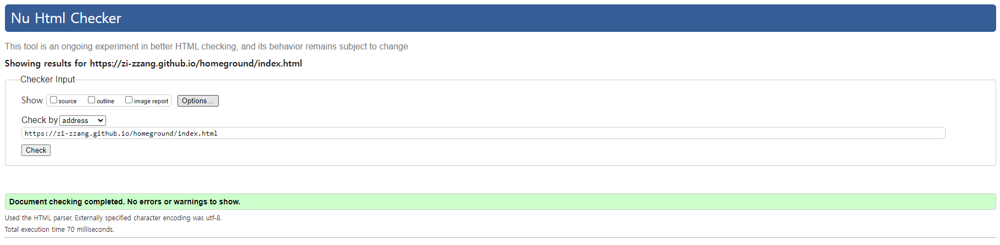 Nu Html Checker
This tool is an ongoing experiment in better HTML checking, and its behavior remains subject to change
Showing results for https://zi-zzang.github.io/homeground/index.html
Checker Input
Show source outline image report Options...
Check by address
https://zi-zzang.github.io/homeground/index.html
Check
Document checking completed. No errors or warnings to show.
Used the HTML parser. Externally specified character encoding was utf-8.
Total execution time 70 milliseconds.